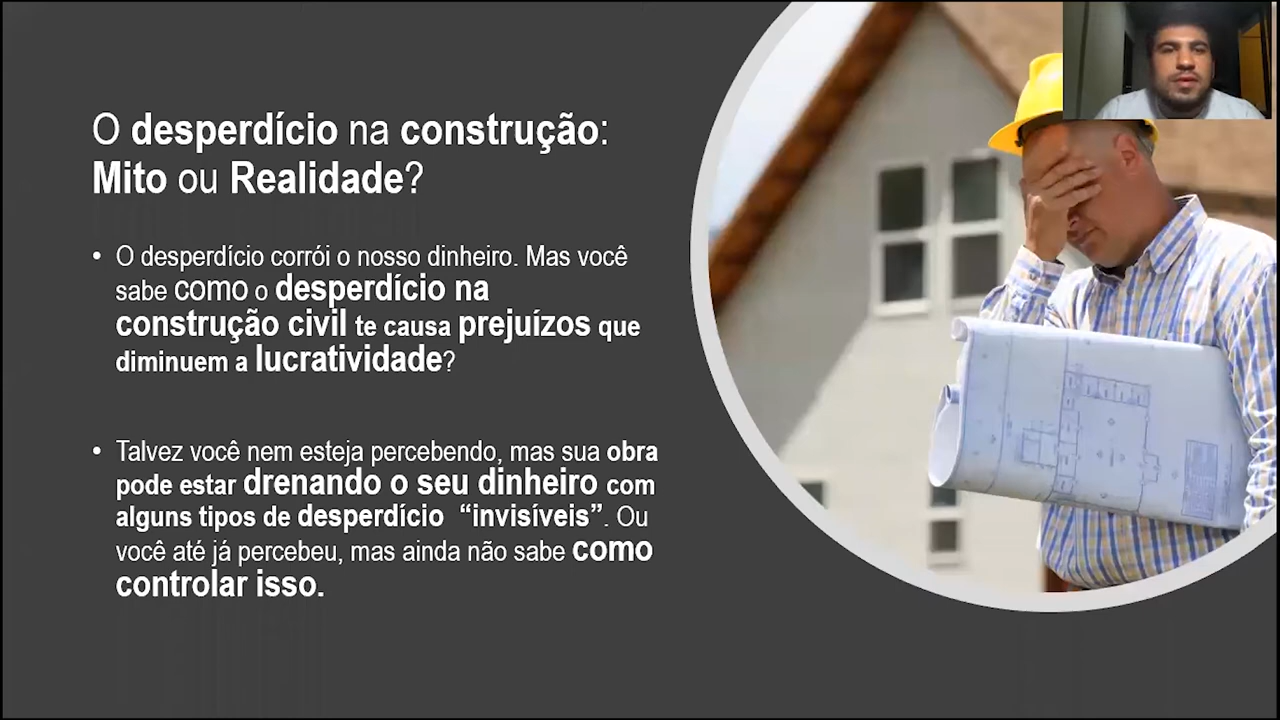 O desperdício na construção:
Mito ou Realidade?
• O desperdício corrói o nosso dinheiro. Mas você
sabe como o desperdício na
construção civil te causa prejuízos que
diminuem a lucratividade?
• Talvez você nem esteja percebendo, mas sua obra
pode estar drenando o seu dinheiro com
alguns tipos de desperdício “invisíveis”. Ou
você até já percebeu, mas ainda não sabe como
controlar isso.